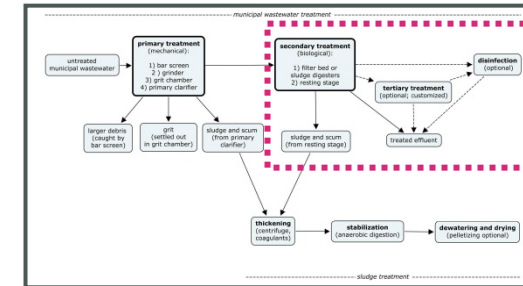 municipal wastewater treatment
untreated
municipal wastewater
primary treatment
(mechanical):
1) bar screen
2 ) grinder
3) grit chamber
4) primary clarifier
secondary treatment
(biological):
1) filter bed or
sludge digesters
2) resting stage
disinfection
(optional)
tertiary treatment
(optional; customized)
larger debris
(caught by
bar screen)
grit
(settled out
in grit chamber)
sludge and scum
(from primary
clarifier)
sludge and scum
(from resting stage)
treated effluent
thickening
(centrifuge,
coagulants)
stabilization
(anaerobic digestion)
dewatering and drying
(pelletizing optional)
sludge treatment